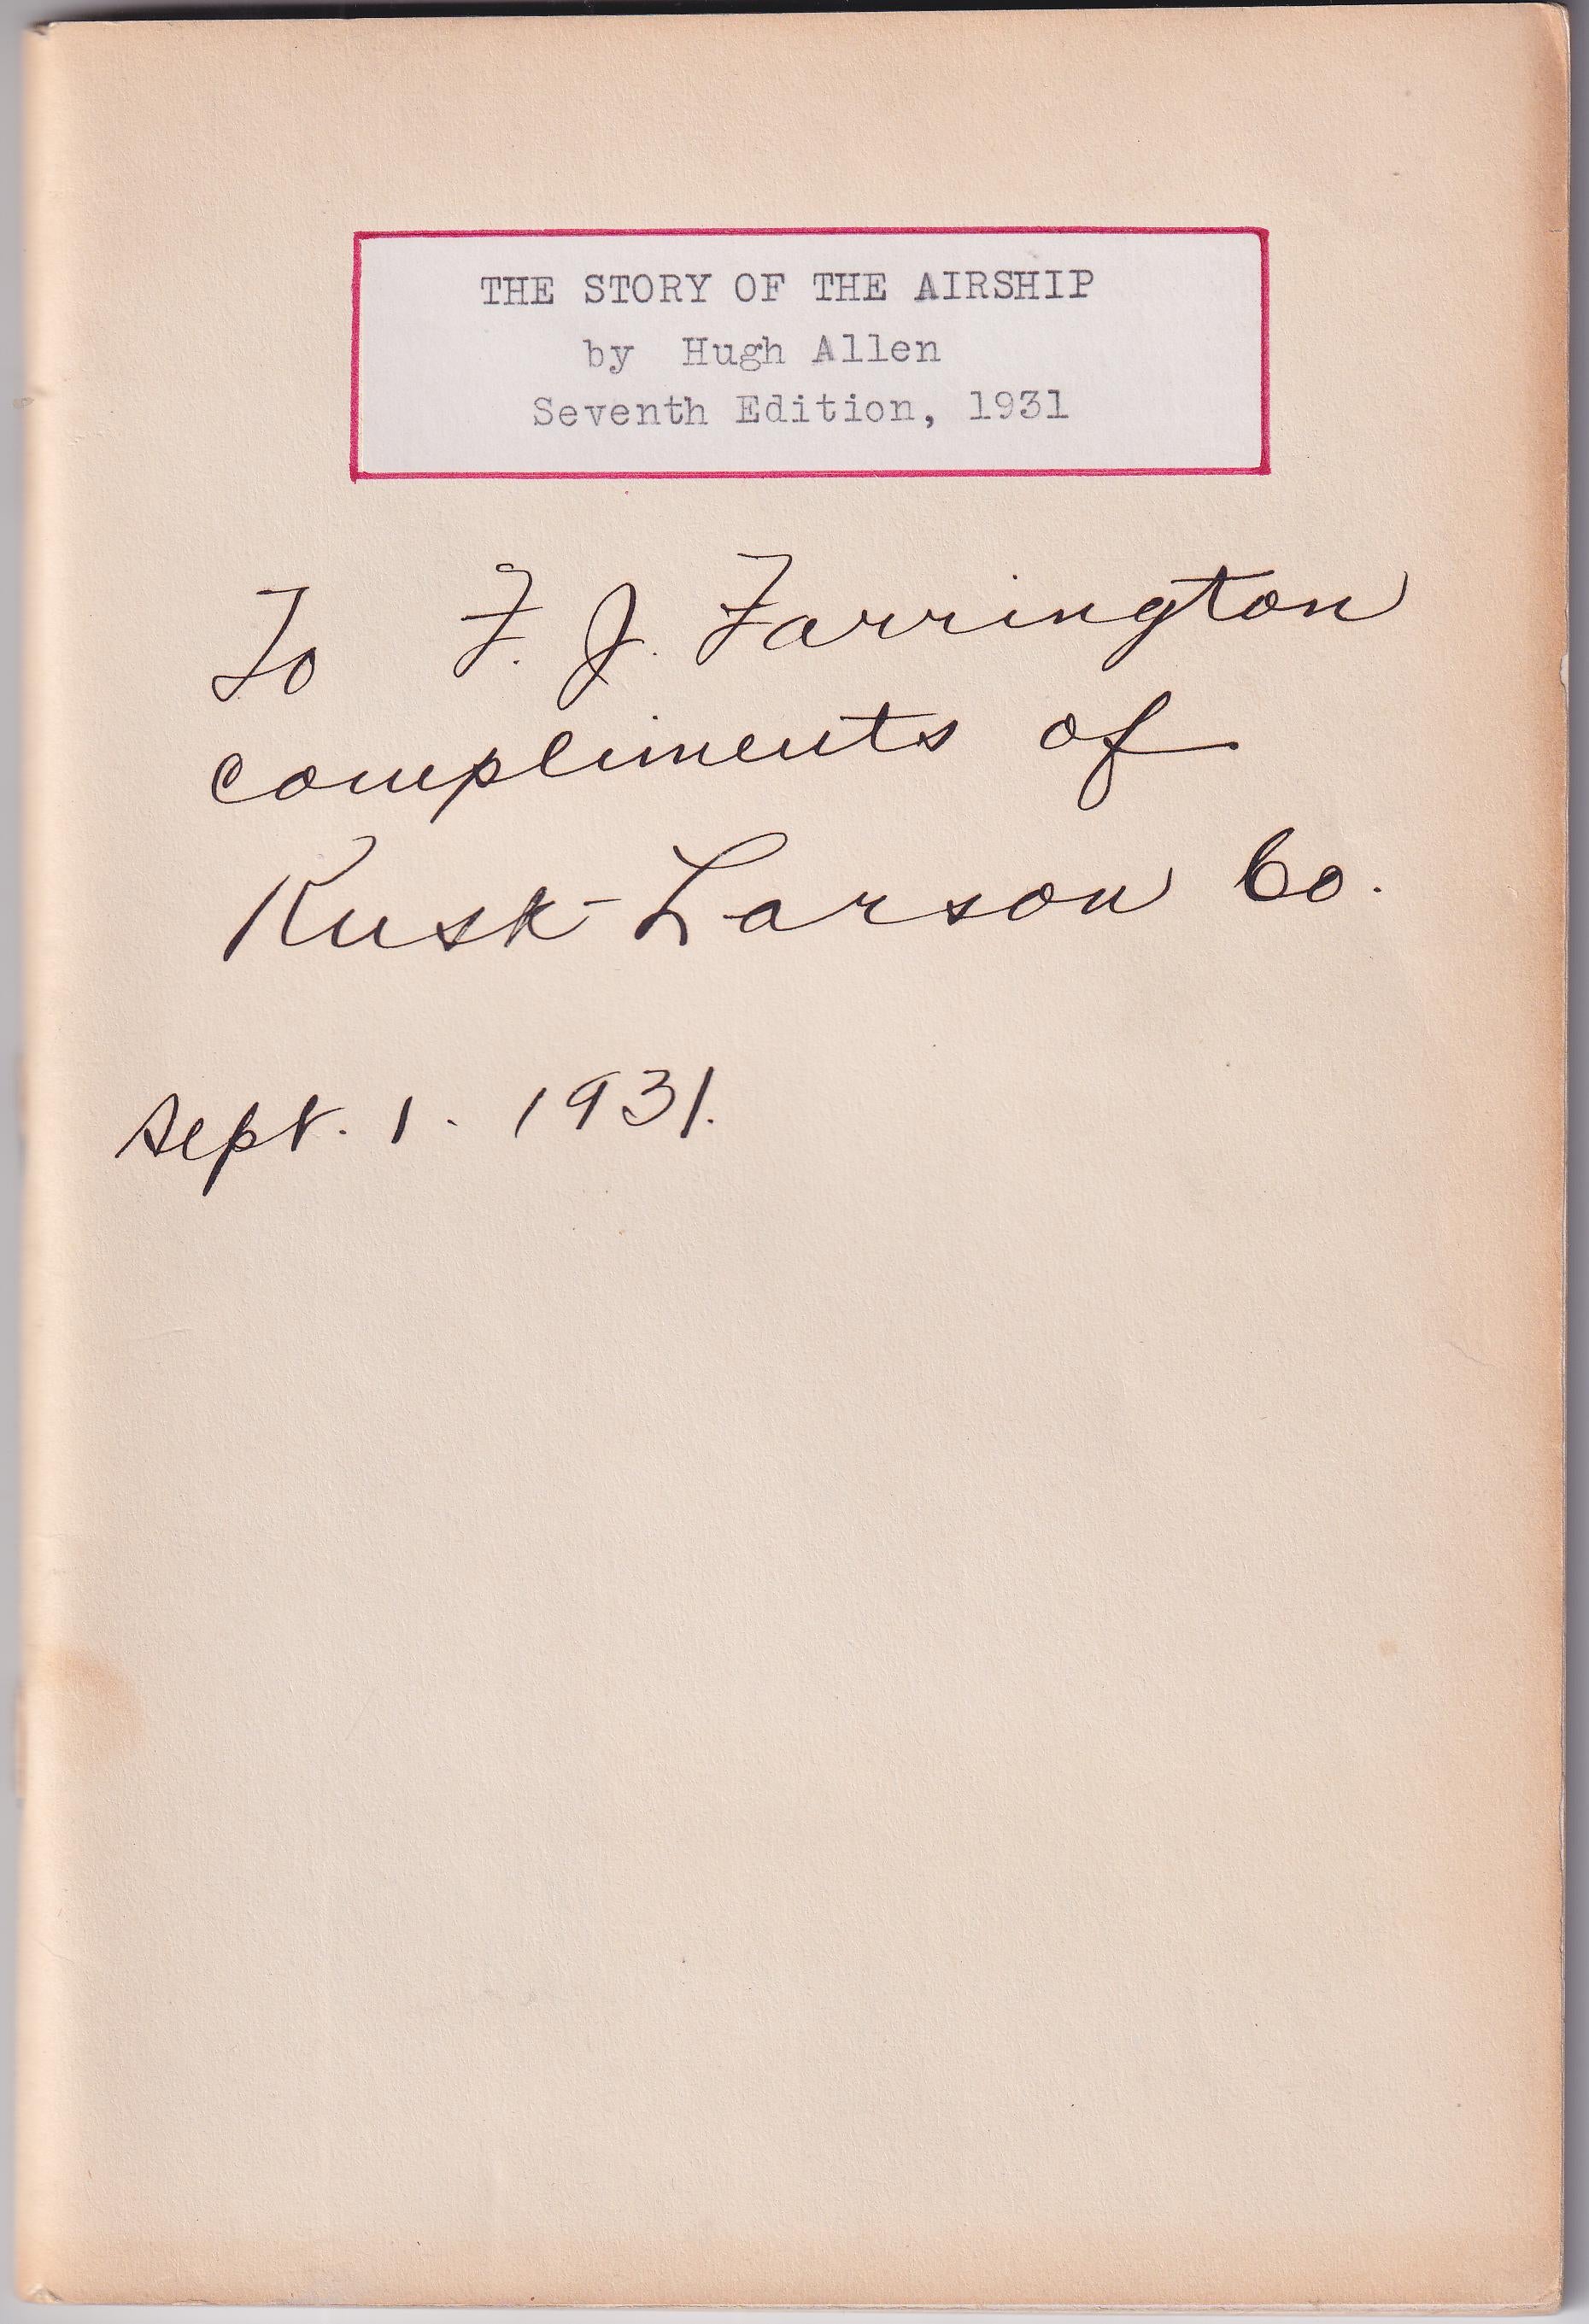 THE STORY OF THE AIRSHIP
by Hugh Allen
Seventh Edition, 1931
To F. J. Farrington
compliments of
Rusk-Larson Co.
Sept. 1. 1931.